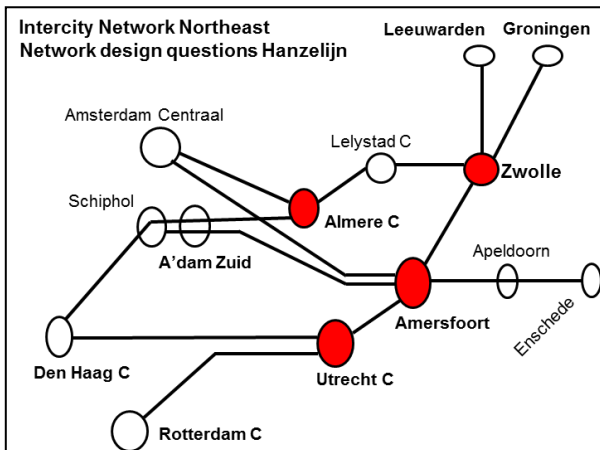 Intercity Network Northeast
Network design questions Hanzelijn
Leeuwarden
Groningen
Amsterdam Centraal
Lelystad C
Zwolle
Schiphol
Almere C
A'dam Zuid
Apeldoorn
Enschede
Amersfoort
Den Haag C
Utrecht C
Rotterdam C